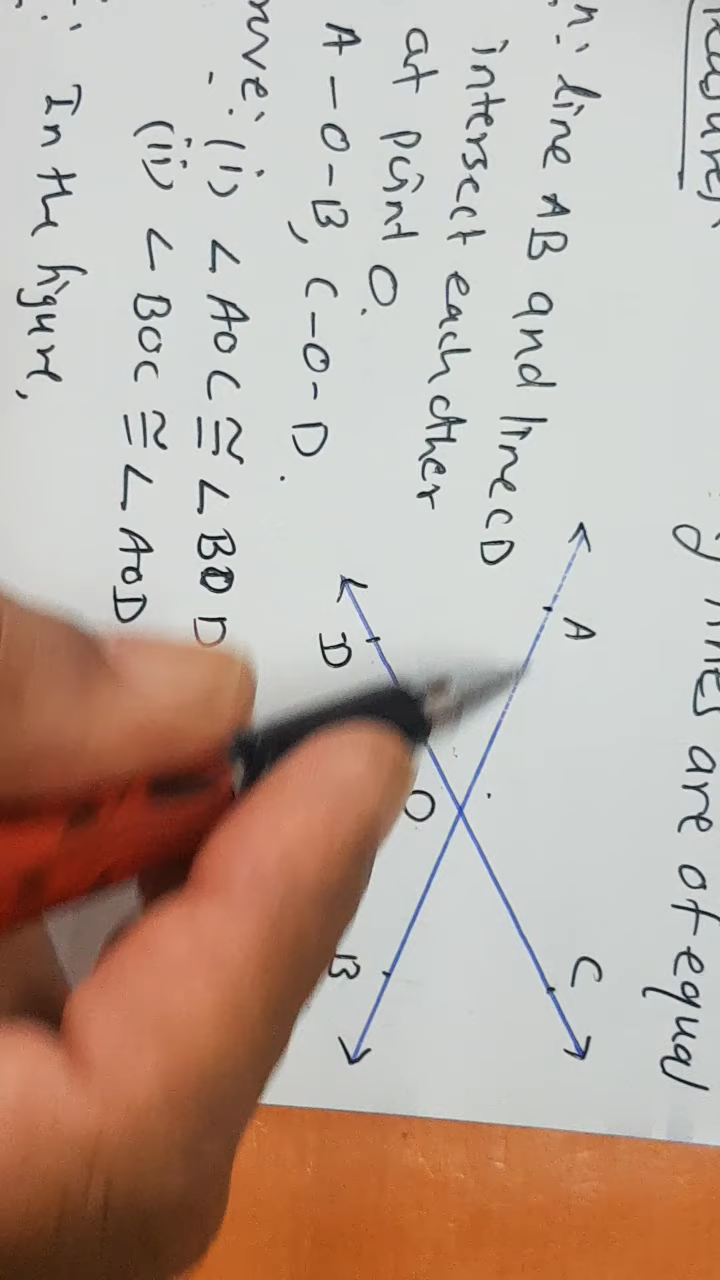 lines are of equal
line AB and line CD
intersect each other
at point O.
A-O-B, C-O-D.
(i) ∠AOC ≅ ∠BOD
(ii) ∠BOC ≅ ∠AOD
In the figure,
A
C
D
O
B